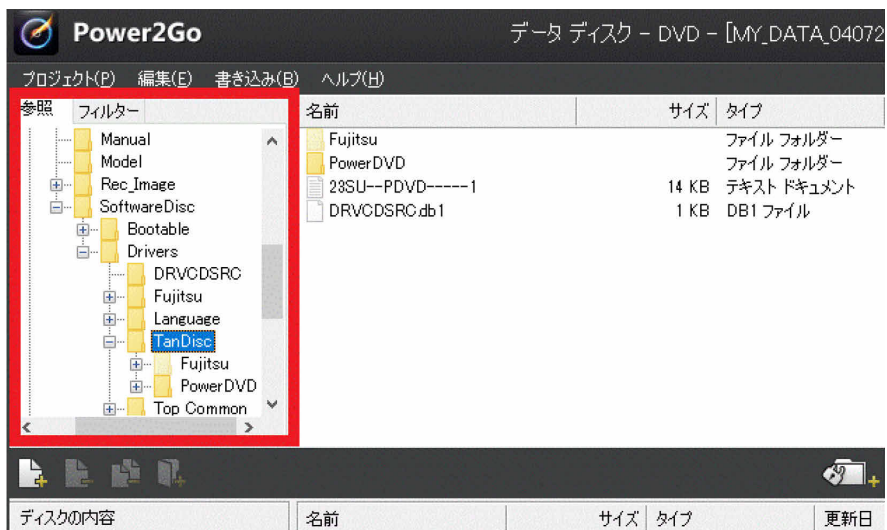 Power2Go
データ ディスク - DVD - [MY_DATA_04072
プロジェクト(P) 編集(E) 書き込み(B) ヘルプ(H)
参照 フィルター
Manual
Model
Rec_Image
SoftwareDisc
Bootable
Drivers
DRVCDSRC
Fujitsu
Language
TanDisc
Fujitsu
PowerDVD
Top Common
名前 サイズ タイプ
Fujitsu ファイル フォルダー
PowerDVD ファイル フォルダー
23SU--PDVD-----1 14 KB テキスト ドキュメント
DRVCDSRC.db1 1 KB DB1 ファイル
ディスクの内容 名前 サイズ タイプ 更新日